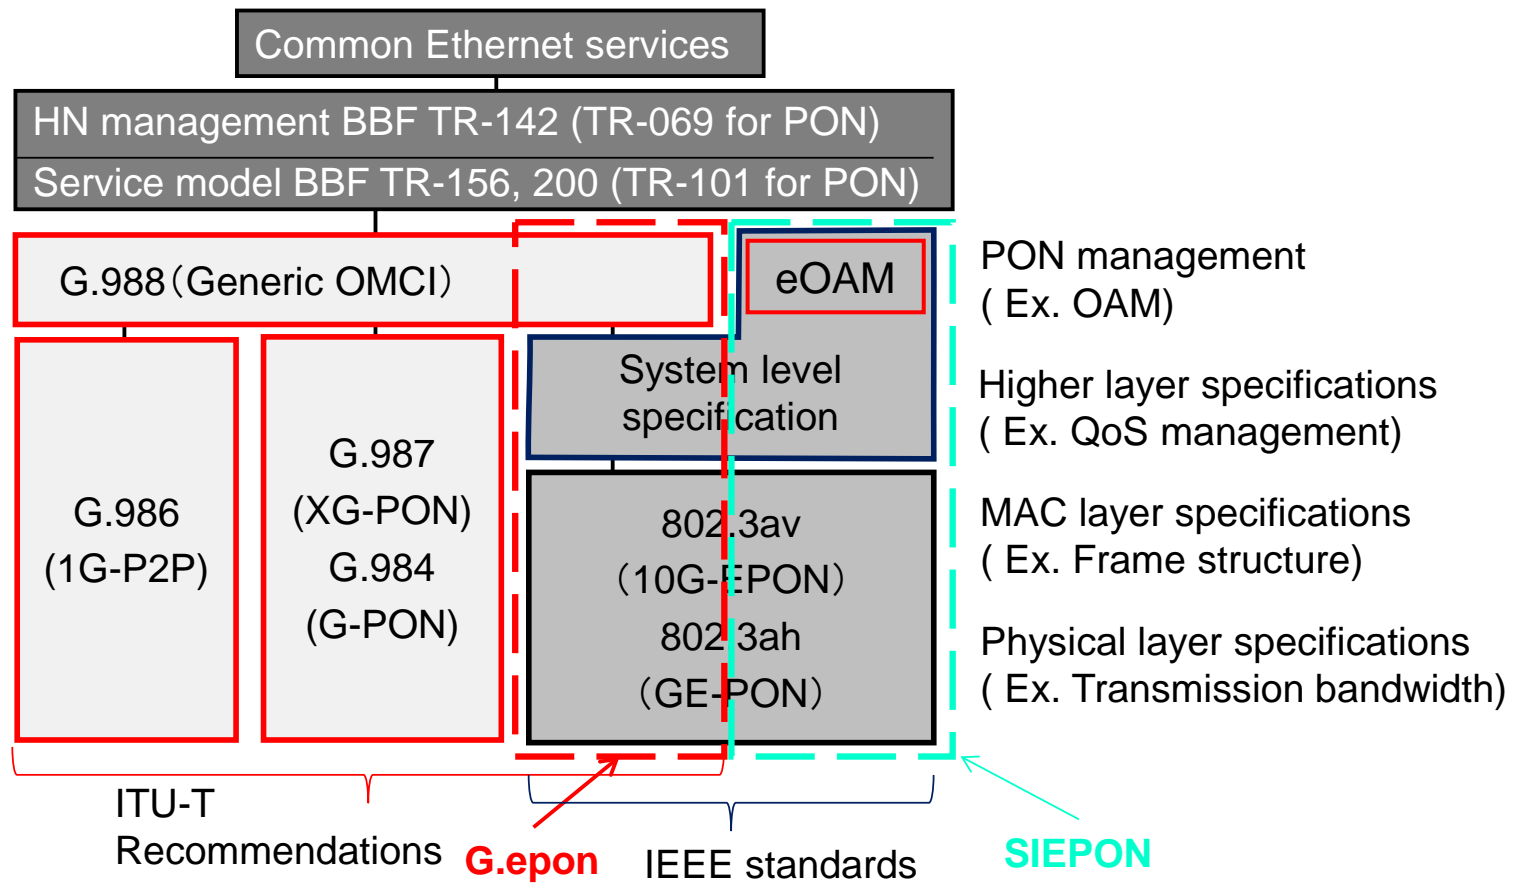 Common Ethernet services
HN management BBF TR-142 (TR-069 for PON)
Service model BBF TR-156, 200 (TR-101 for PON)
G.988（Generic OMCI）
eOAM
PON management
( Ex. OAM)
System level
specification
Higher layer specifications
( Ex. QoS management)
G.986
(1G-P2P)
G.987
(XG-PON)
G.984
(G-PON)
802.3av
（10G-EPON）
802.3ah
（GE-PON）
MAC layer specifications
( Ex. Frame structure)
Physical layer specifications
( Ex. Transmission bandwidth)
ITU-T
Recommendations
G.epon
IEEE standards
SIEPON